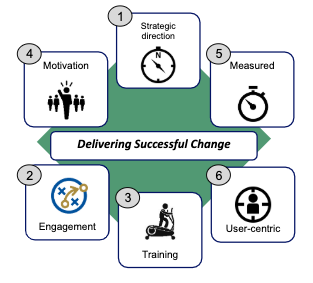 1
Strategic
direction
N
4
Motivation
5
Measured
Delivering Successful Change
2
Engagement
3
Training
6
User-centric